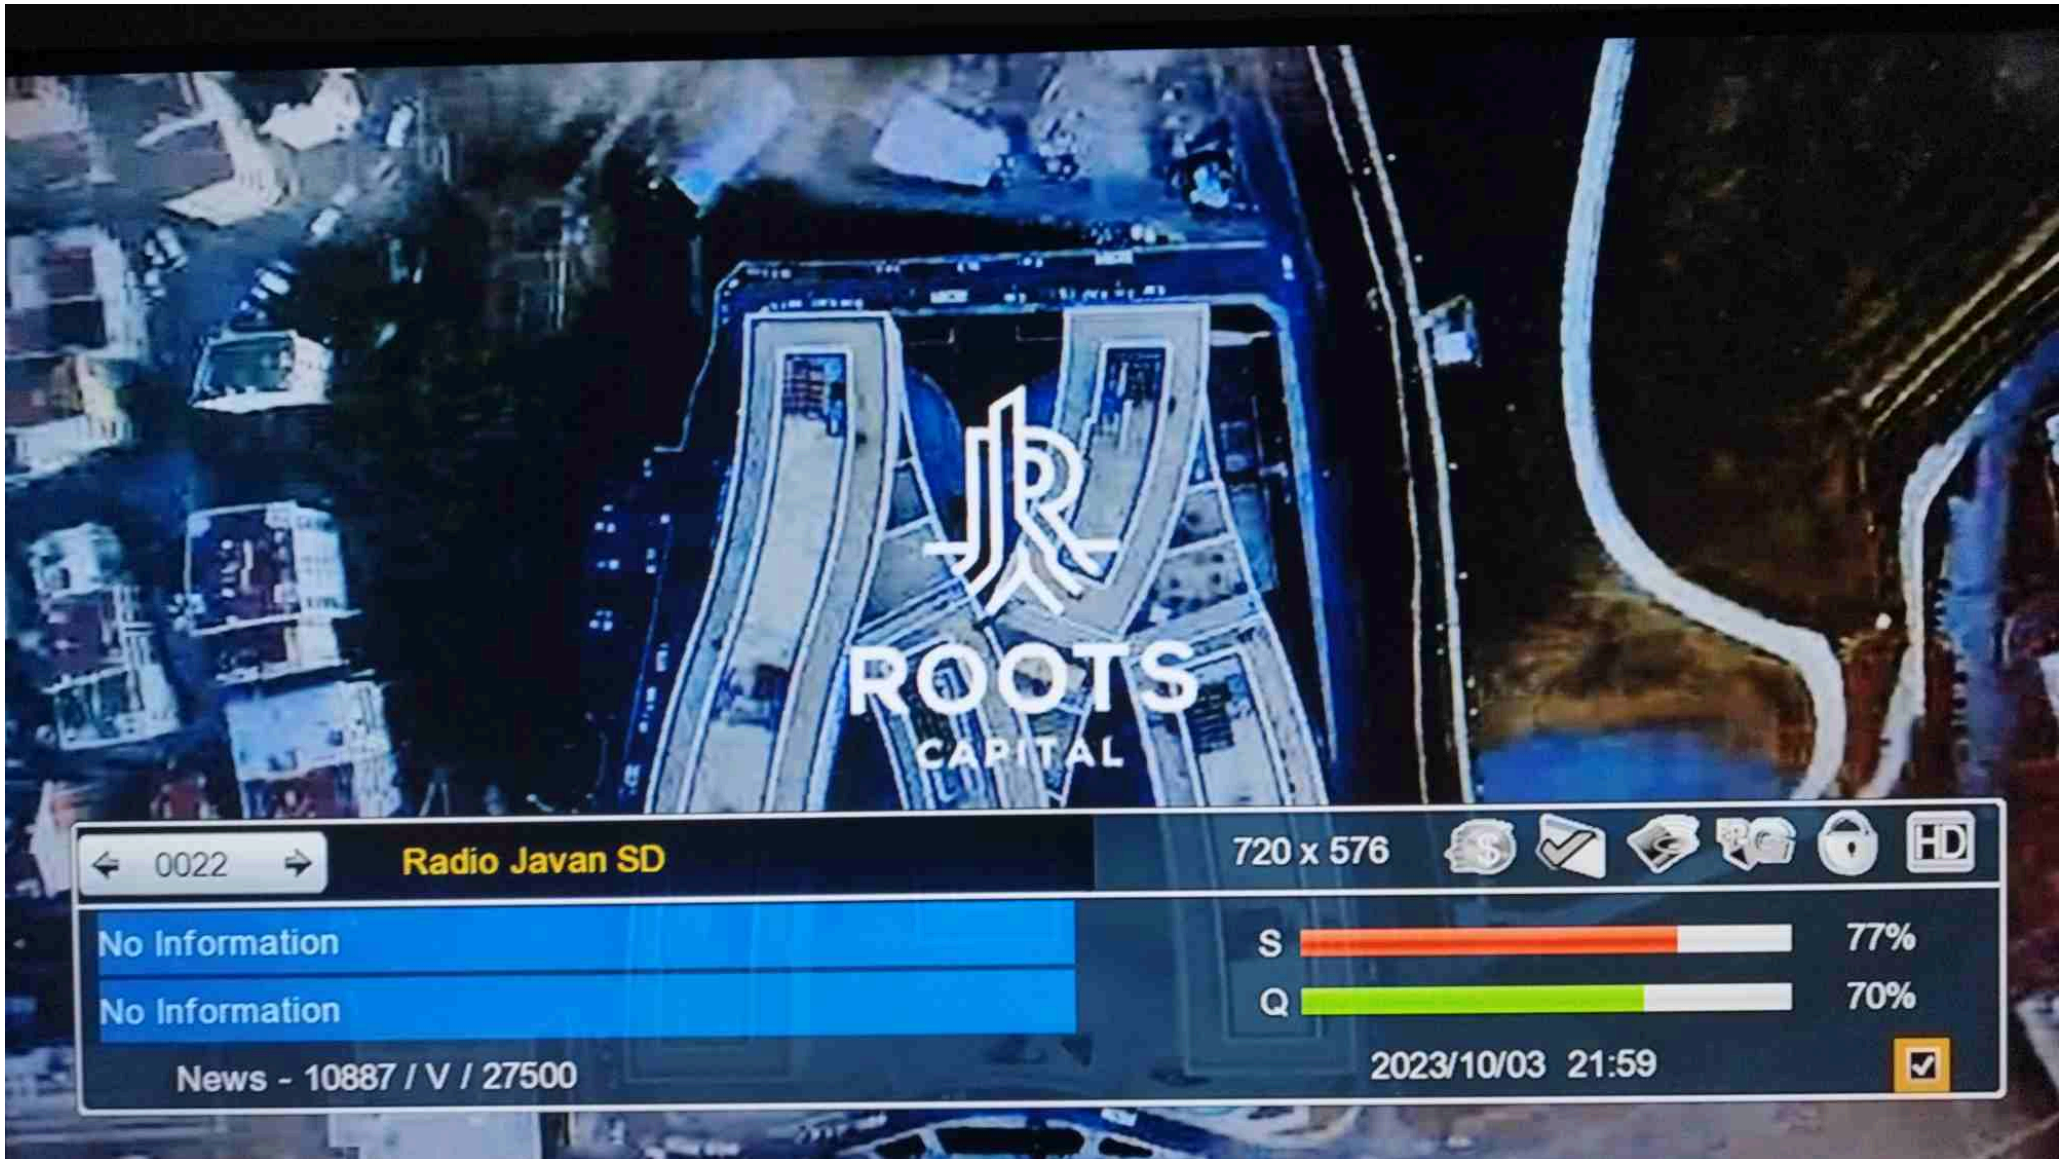 ROOTS
CAPITAL
0022
Radio Javan SD
720 x 576
HD
No Information
S
77%
No Information
Q
70%
News - 10887 / V / 27500
2023/10/03 21:59